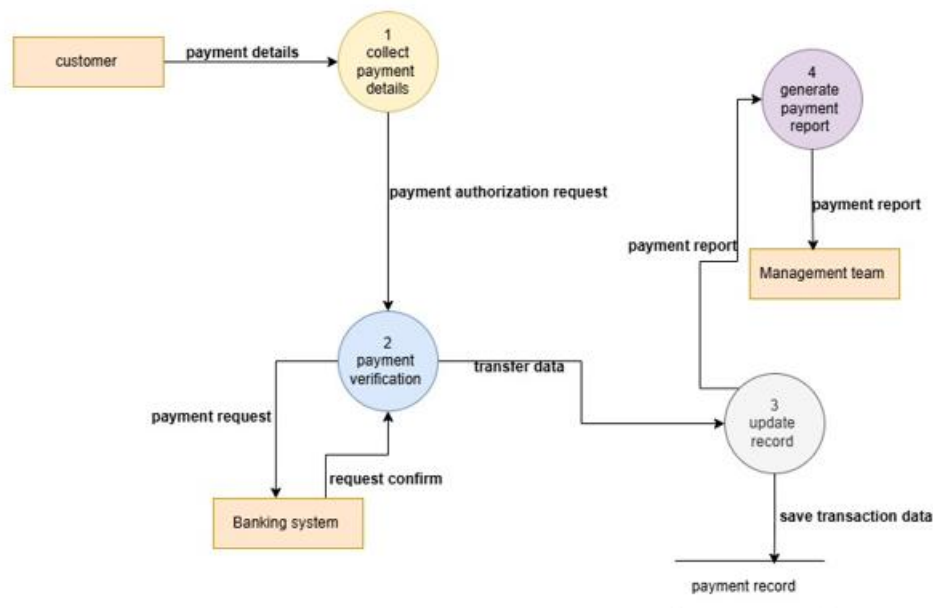 customer
payment details
1
collect
payment
details
payment authorization request
4
generate
payment
report
payment report
payment report
Management team
2
payment
verification
transfer data
payment request
request confirm
Banking system
3
update
record
save transaction data
payment record